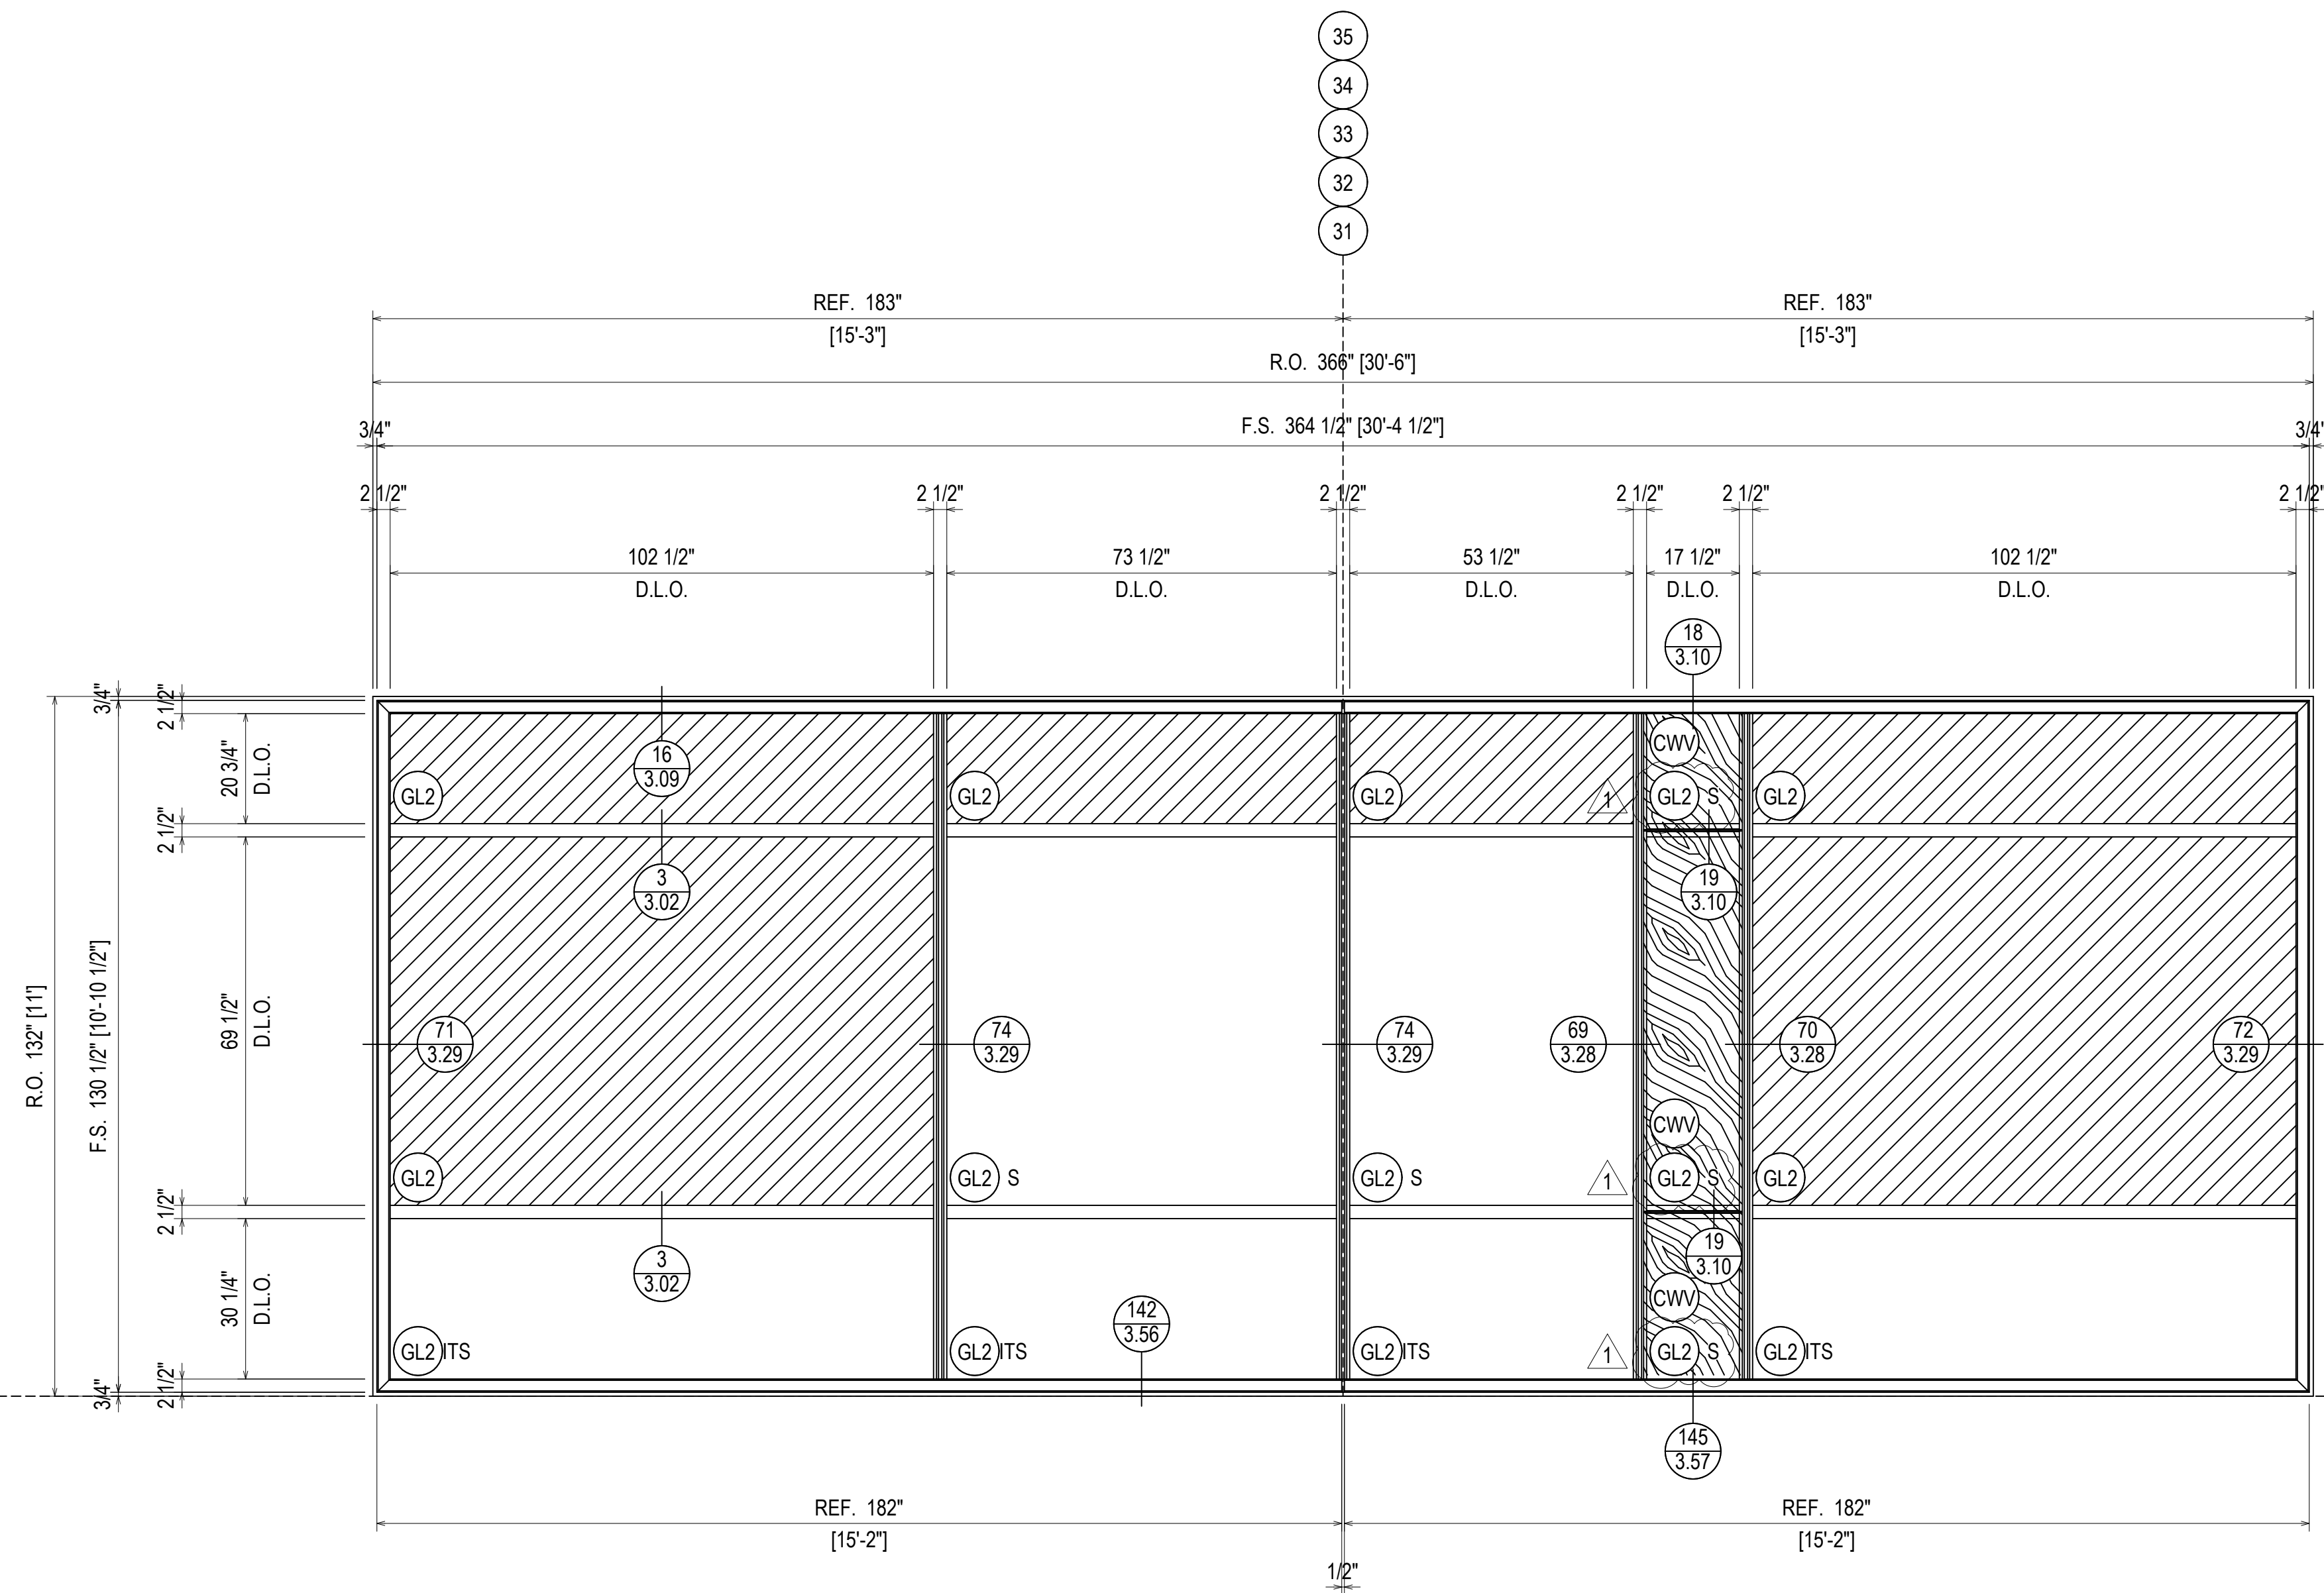 35
34
33
32
31
REF. 183"
[15'-3"]
REF. 183"
[15'-3"]
R.O. 366" [30'-6"]
3/4"
F.S. 364 1/2" [30'-4 1/2"]
3/4"
2 1/2"
2 1/2"
2 1/2"
2 1/2"
2 1/2"
2 1/2"
102 1/2"
D.L.O.
73 1/2"
D.L.O.
53 1/2"
D.L.O.
17 1/2"
D.L.O.
102 1/2"
D.L.O.
18
3.10
R.O. 132" [11']
3/4"
F.S. 130 1/2" [10'-10 1/2"]
3/4"
2 1/2"
20 3/4"
D.L.O.
2 1/2"
69 1/2"
D.L.O.
2 1/2"
30 1/4"
D.L.O.
2 1/2"
16
3.09
CWV
GL2
GL2
GL2
1
GL2 S
GL2
3
3.02
19
3.10
71
3.29
74
3.29
74
3.29
69
3.28
70
3.28
72
3.29
CWV
GL2
GL2 S
GL2 S
1
GL2 S
GL2
3
3.02
19
3.10
142
3.56
CWV
GL2 ITS
GL2 ITS
GL2 ITS
1
GL2 S
GL2 ITS
145
3.57
REF. 182"
[15'-2"]
REF. 182"
[15'-2"]
1/2"